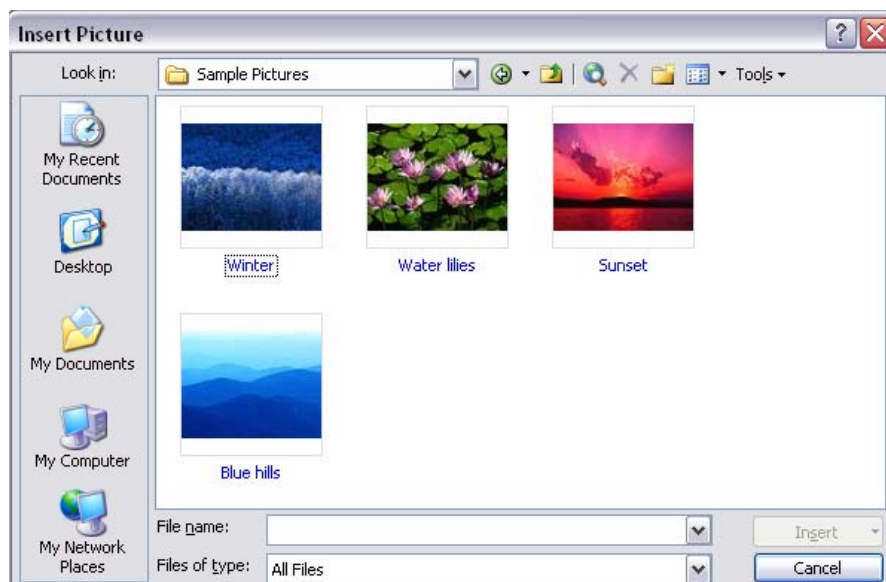 Insert Picture
Look in:
Sample Pictures
Tools
My Recent
Documents
Desktop
My Documents
My Computer
My Network
Places
Winter
Water lilies
Sunset
Blue hills
File name:
Insert
Files of type:
All Files
Cancel